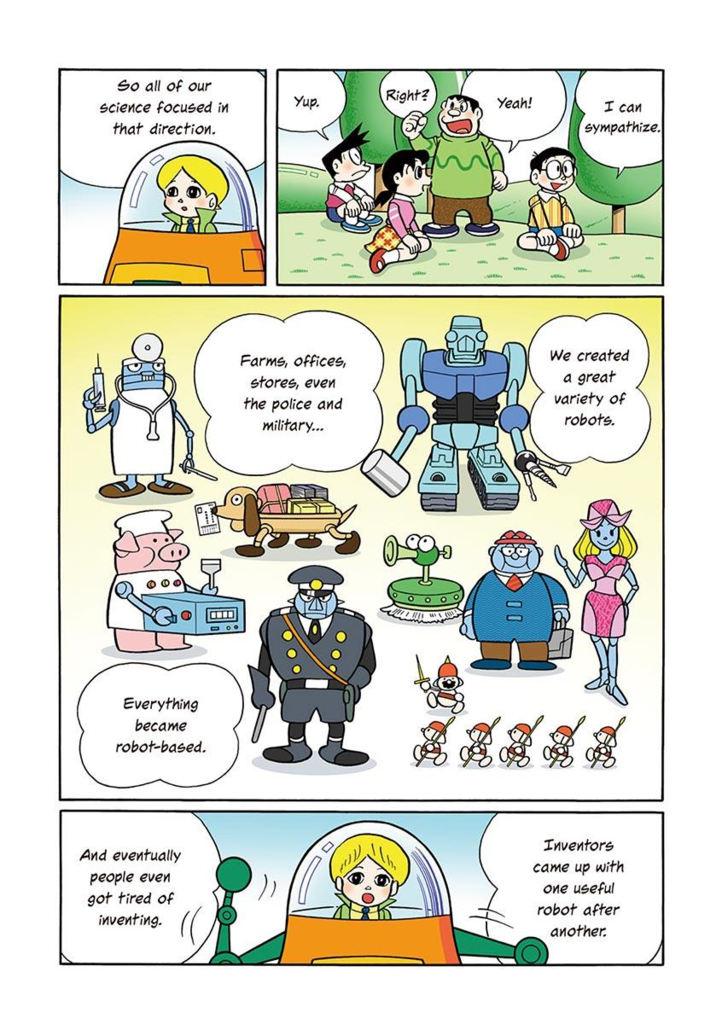 I can
sympathize.
Yeah!
Right?
Yup.
So all of our
science focused in
that direction.
We created
a great
variety of
robots.
Farms, offices,
stores, even
the police and
military...
Everything
became
robot-based.
Inventors
came up with
one useful
robot after
another.
And eventually
people even
got tired of
inventing.